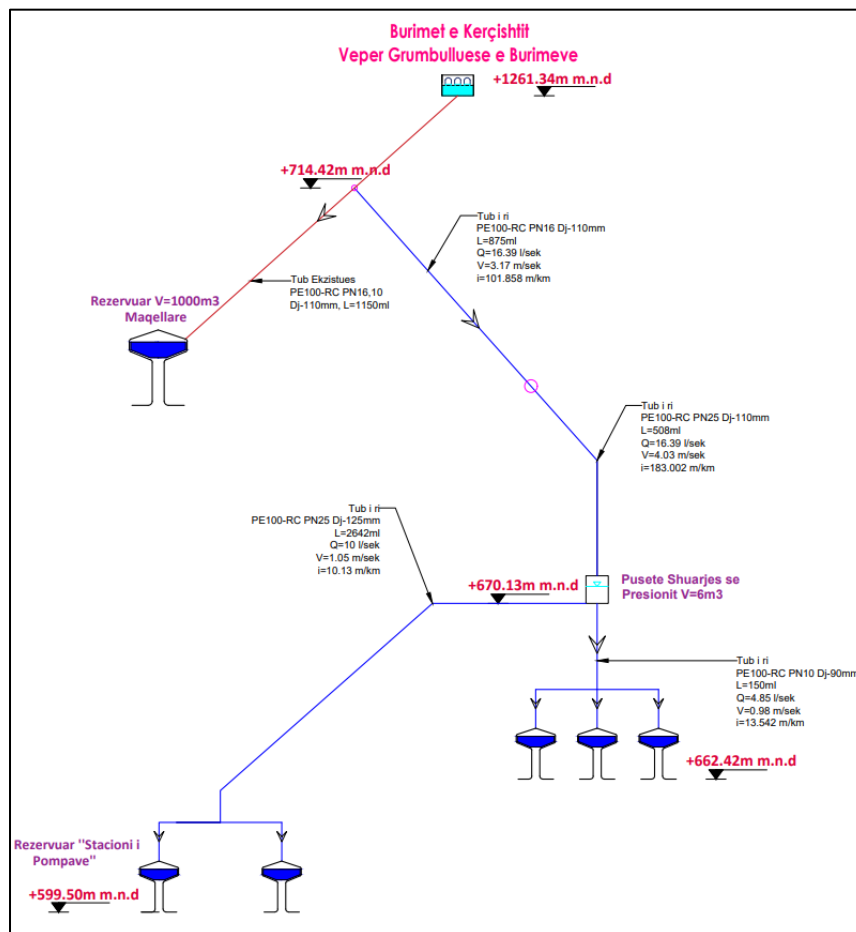 Burimet e Kerçishtit
Veper Grumbulluese e Burimeve
+1261.34m m.n.d
+714.42m m.n.d
Tub i ri
PE100-RC PN16 Dj-110mm
L=875ml
Q=16.39 l/sek
V=3.17 m/sek
i=101.858 m/km
Tub Ekzistues
PE100-RC PN16,10
Dj-110mm, L=1150ml
Rezervuar V=1000m3
Maqellare
Tub i ri
PE100-RC PN25 Dj-110mm
L=508ml
Q=16.39 l/sek
V=4.03 m/sek
i=183.002 m/km
Tub i ri
PE100-RC PN25 Dj-125mm
L=2642ml
Q=10 l/sek
V=1.05 m/sek
i=10.13 m/km
+670.13m m.n.d
Pusete Shuarjes se
Presionit V=6m3
Tub i ri
PE100-RC PN10 Dj-90mm
L=150ml
Q=4.85 l/sek
V=0.98 m/sek
i=13.542 m/km
+662.42m m.n.d
Rezervuar "Stacioni i
Pompave"
+599.50m m.n.d